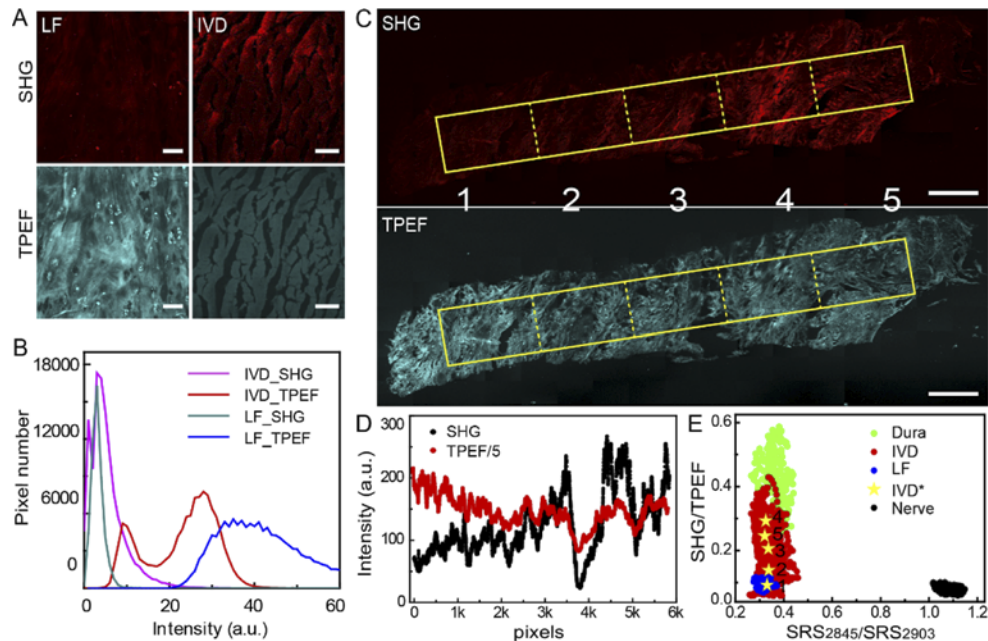 A
LF
IVD
SHG
TPEF
B
Pixel number
18000
12000
6000
0
0
20
40
60
Intensity (a.u.)
IVD_SHG
IVD_TPEF
LF_SHG
LF_TPEF
C
SHG
1 2 3 4 5
TPEF
D
Intensity (a.u.)
300
200
100
0
SHG
TPEF/5
0 1k 2k 3k 4k 5k 6k
pixels
E
SHG/TPEF
0.6
0.4
0.2
0.0
Dura
IVD
LF
IVD*
Nerve
4
5
3
2
0.2 0.4 0.6 0.8 1.0 1.2
SRS2845/SRS2903